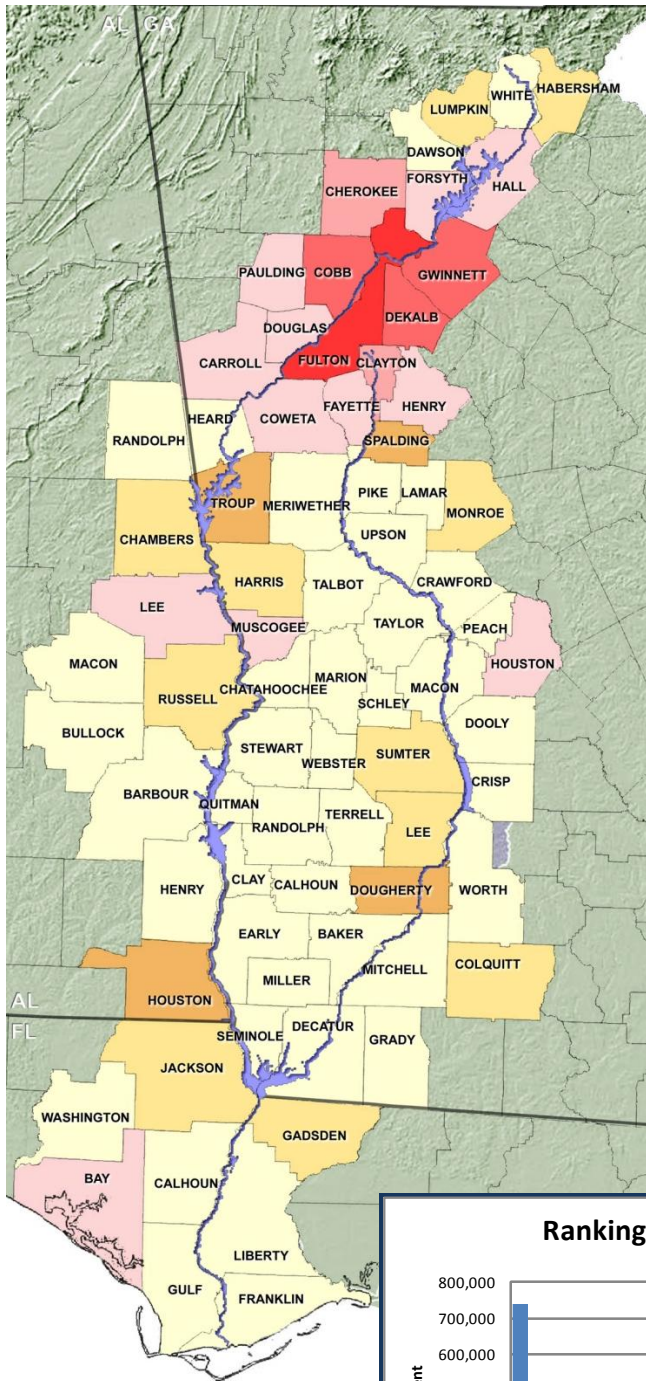 AL GA
HABERSHAM
WHITE
LUMPKIN
DAWSON
FORSYTH
HALL
CHEROKEE
PAULDING
COBB
GWINNETT
DOUGLAS
DEKALB
CARROLL
FULTON
CLAYTON
HEARD
COWETA
FAYETTE
HENRY
RANDOLPH
SPALDING
TROUP
MERIWETHER
PIKE
LAMAR
MONROE
CHAMBERS
UPSON
HARRIS
TALBOT
CRAWFORD
LEE
MUSCOGEE
TAYLOR
PEACH
MACON
HOUSTON
RUSSELL
CHATAHOOCHEE
MARION
MACON
SCHLEY
DOOLY
BULLOCK
STEWART
WEBSTER
SUMTER
CRISP
BARBOUR
QUITMAN
RANDOLPH
TERRELL
LEE
HENRY
CLAY
CALHOUN
DOUGHERTY
WORTH
EARLY
BAKER
COLQUITT
MITCHELL
MILLER
HOUSTON
AL
FL
SEMINOLE
DECATUR
GRADY
JACKSON
WASHINGTON
GADSDEN
BAY
CALHOUN
LIBERTY
GULF
FRANKLIN
Ranking
800,000
700,000
600,000